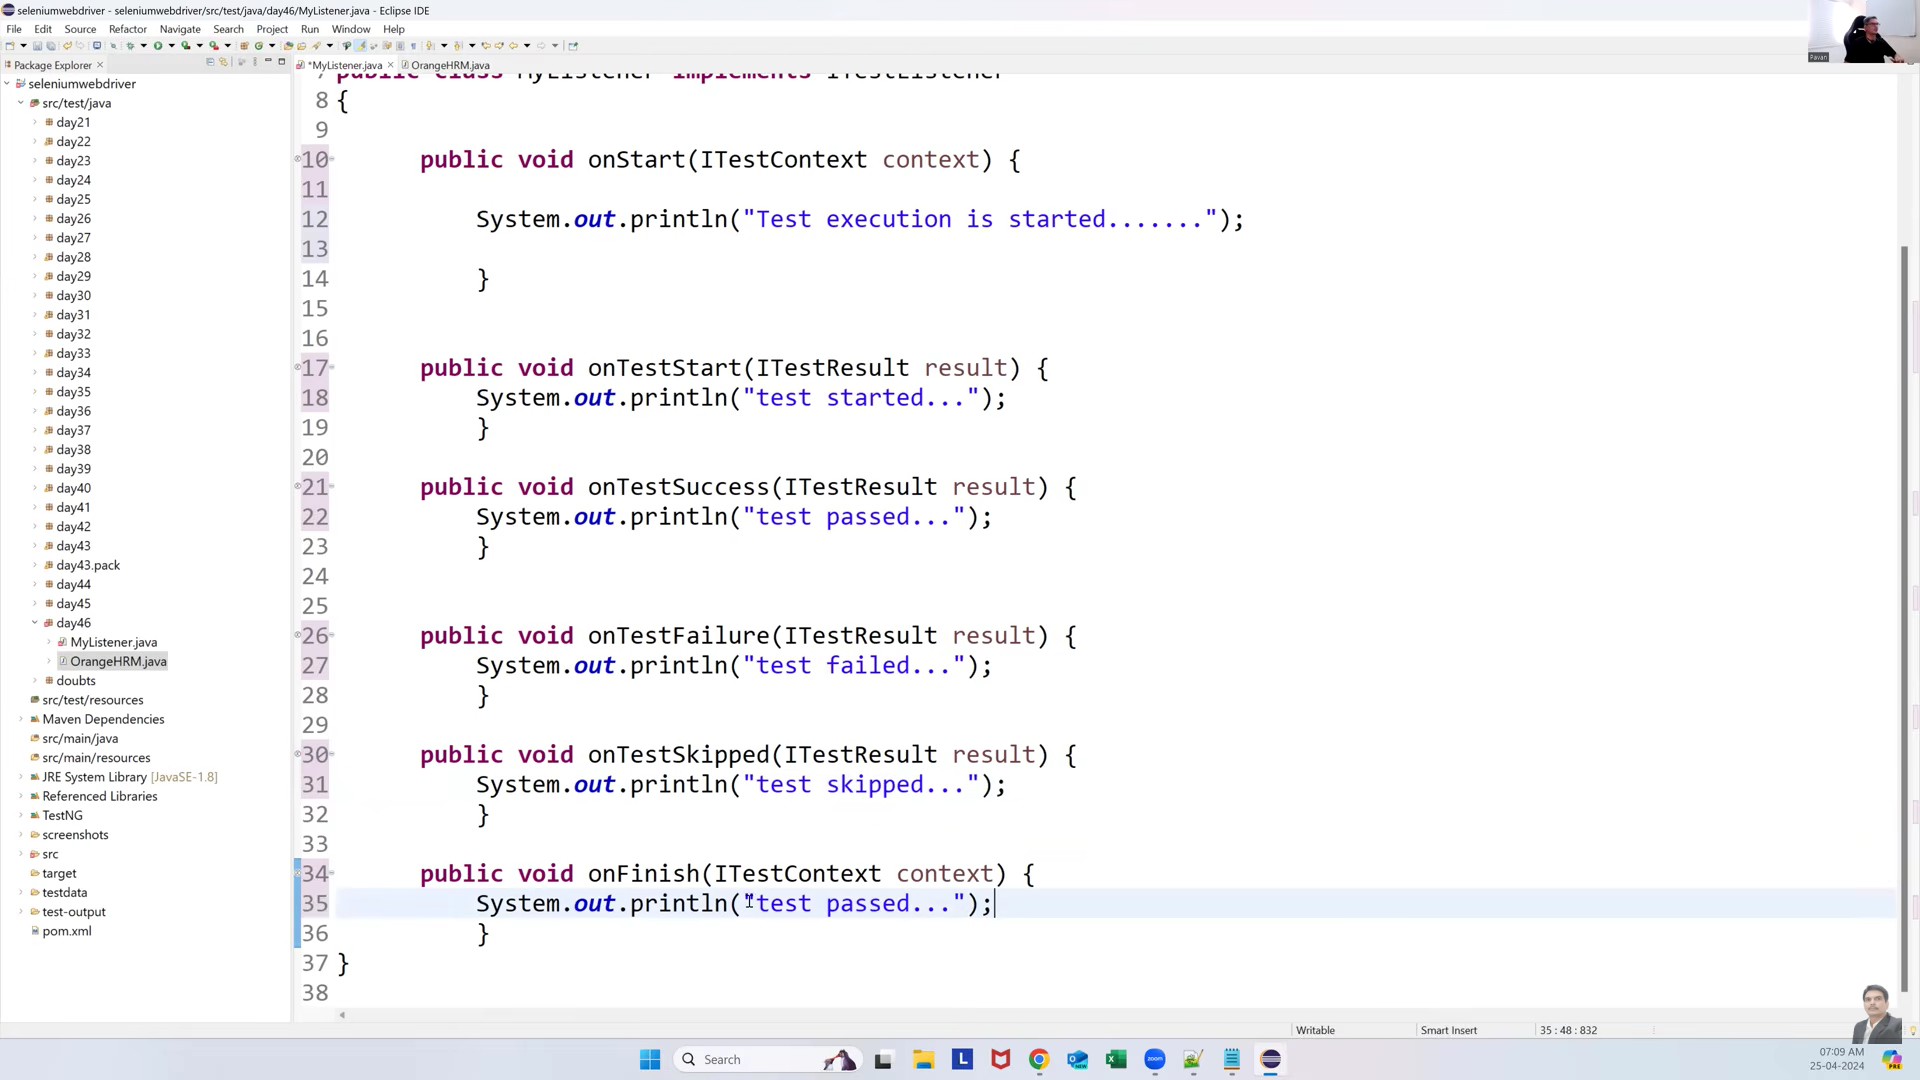 seleniumwebdriver - seleniumwebdriver/src/test/java/day46/MyListener.java - Eclipse IDE
File Edit Source Refactor Navigate Search Project Run Window Help
Package Explorer
*MyListener.java
OrangeHRM.java
seleniumwebdriver
src/test/java
day21
day22
day23
day24
day25
day26
day27
day28
day29
day30
day31
day32
day33
day34
day35
day36
day37
day38
day39
day40
day41
day42
day43
day43.pack
day44
day45
day46
MyListener.java
OrangeHRM.java
doubts
src/test/resources
Maven Dependencies
src/main/java
src/main/resources
JRE System Library [JavaSE-1.8]
Referenced Libraries
TestNG
screenshots
src
target
testdata
test-output
pom.xml
7 public class MyListener implements ITestListener
8 {
9
10 public void onStart(ITestContext context) {
11
12 System.out.println("Test execution is started.......");
13
14 }
15
16
17 public void onTestStart(ITestResult result) {
18 System.out.println("test started...");
19 }
20
21 public void onTestSuccess(ITestResult result) {
22 System.out.println("test passed...");
23 }
24
25
26 public void onTestFailure(ITestResult result) {
27 System.out.println("test failed...");
28 }
29
30 public void onTestSkipped(ITestResult result) {
31 System.out.println("test skipped...");
32 }
33
34 public void onFinish(ITestContext context) {
35 System.out.println("test passed...");
36 }
37 }
38
Writable
Smart Insert
35 : 48 : 832
Pavan
Search
07:09 AM
25-04-2024